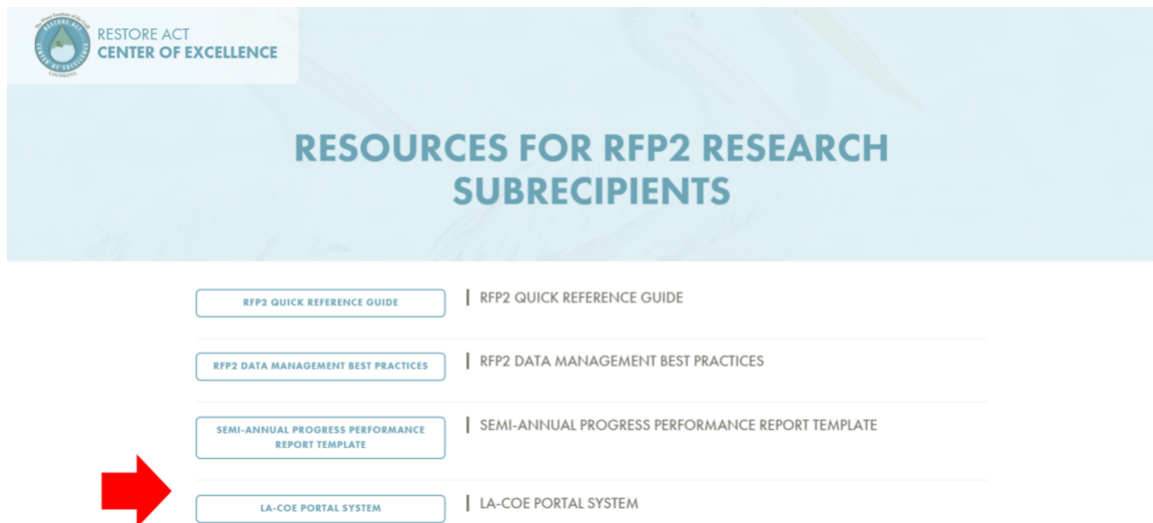 RESTORE ACT
CENTER OF EXCELLENCE
LOUISIANA
RESOURCES FOR RFP2 RESEARCH
SUBRECIPIENTS
RFP2 QUICK REFERENCE GUIDE
RFP2 QUICK REFERENCE GUIDE
RFP2 DATA MANAGEMENT BEST PRACTICES
RFP2 DATA MANAGEMENT BEST PRACTICES
SEMI-ANNUAL PROGRESS PERFORMANCE
REPORT TEMPLATE
SEMI-ANNUAL PROGRESS PERFORMANCE REPORT TEMPLATE
LA-COE PORTAL SYSTEM
LA-COE PORTAL SYSTEM